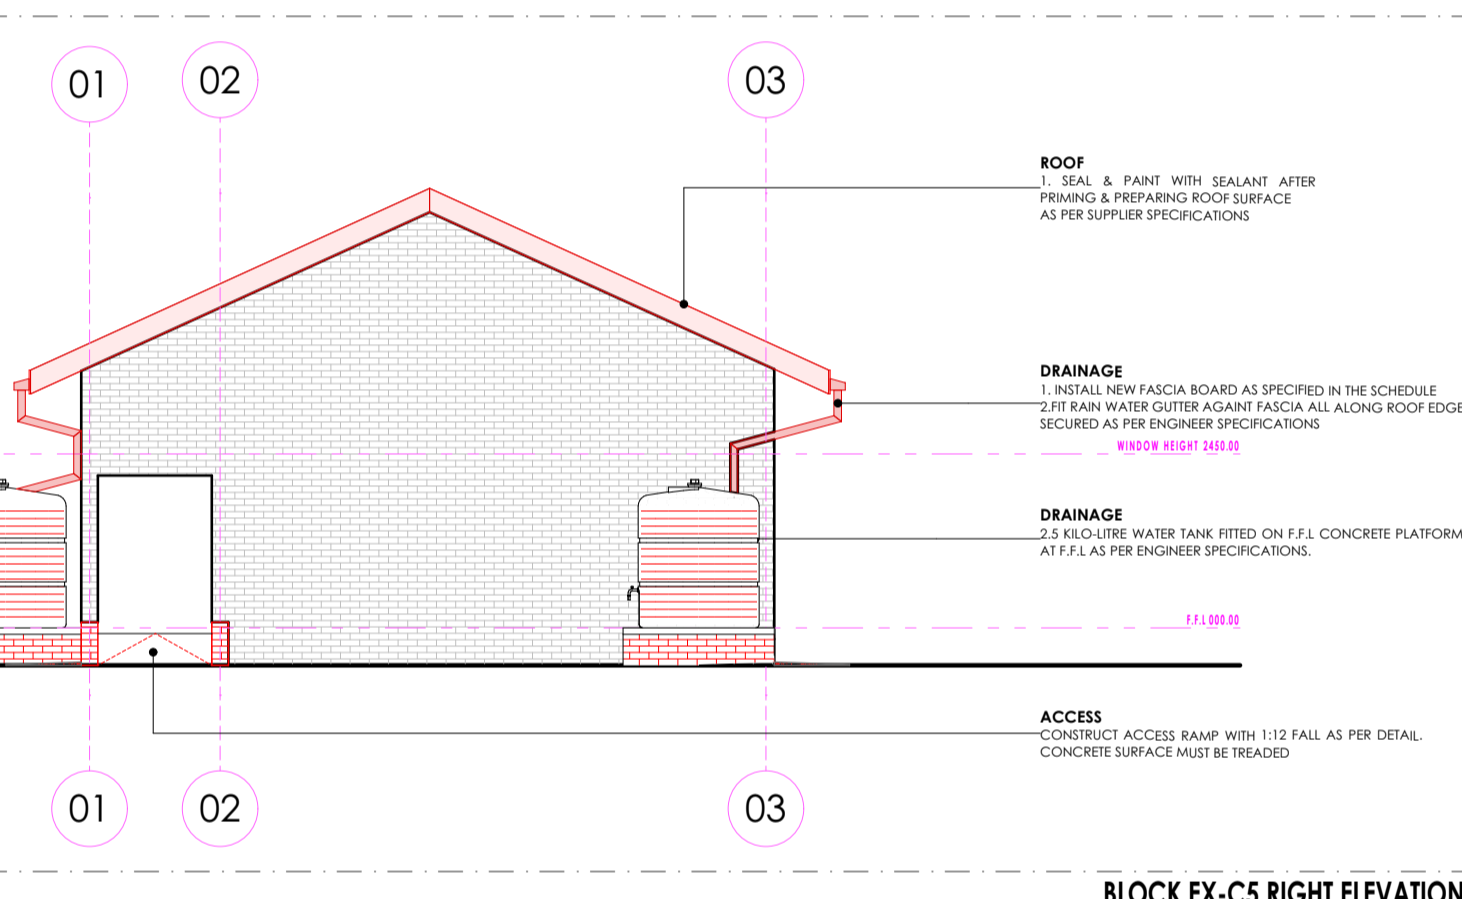 01 02 03
ROOF
1. SEAL & PAINT WITH SEALANT AFTER
PRIMING & PREPARING ROOF SURFACE
AS PER SUPPLIER SPECIFICATIONS
DRAINAGE
1. INSTALL NEW FASCIA BOARD AS SPECIFIED IN THE SCHEDULE
2.FIT RAIN WATER GUTTER AGAINT FASCIA ALL ALONG ROOF EDGE
SECURED AS PER ENGINEER SPECIFICATIONS
WINDOW HEIGHT 2450.00
DRAINAGE
2.5 KILO-LITRE WATER TANK FITTED ON F.F.L CONCRETE PLATFORM
AT F.F.L AS PER ENGINEER SPECIFICATIONS.
F.F.L 000.00
ACCESS
CONSTRUCT ACCESS RAMP WITH 1:12 FALL AS PER DETAIL.
CONCRETE SURFACE MUST BE TREADED
01 02 03
BLOCK EX-C5 RIGHT ELEVATION